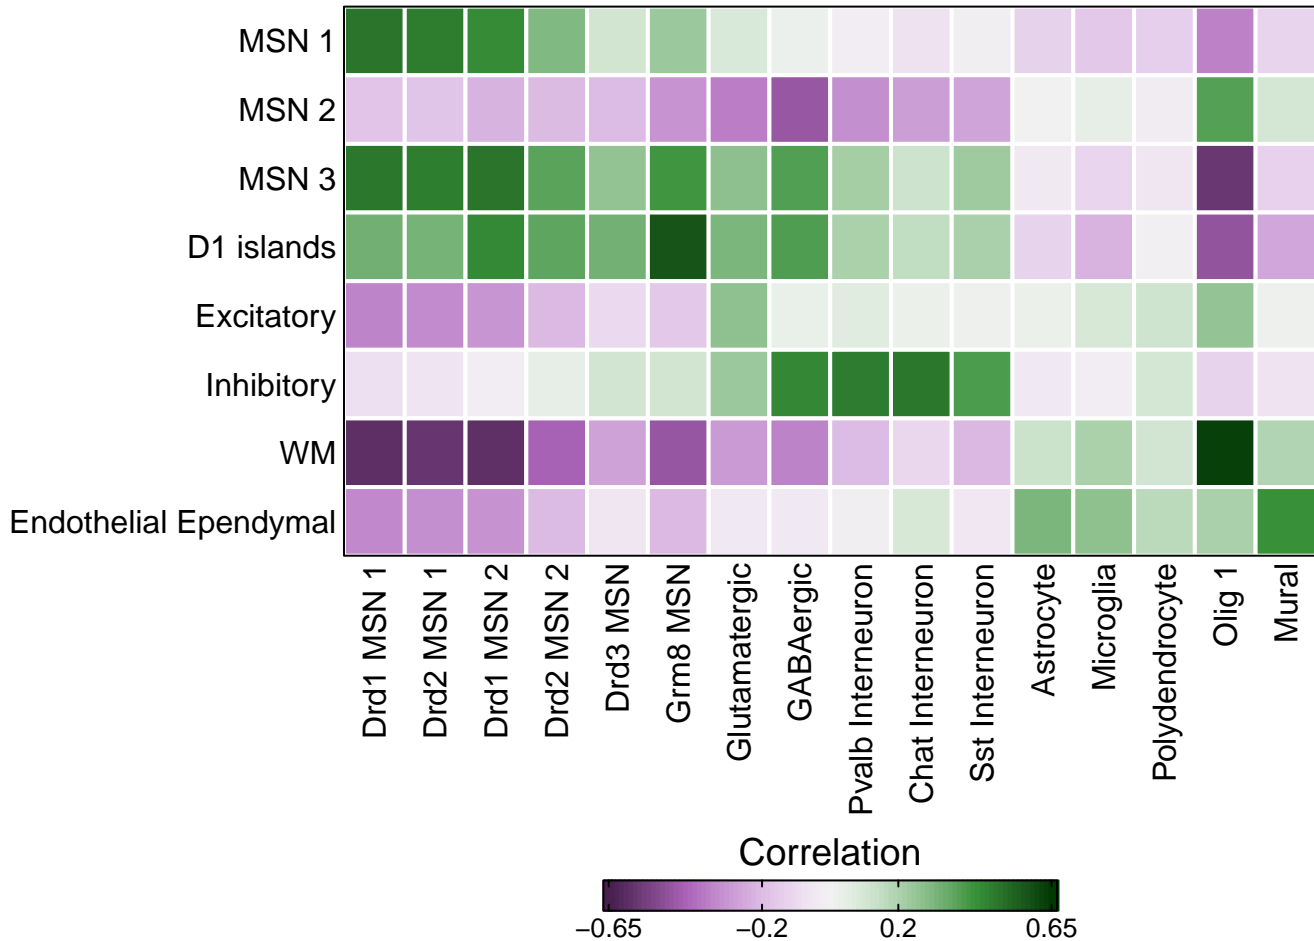 MSN 1
MSN 2
MSN 3
D1 islands
Excitatory
Inhibitory
WM
Endothelial Ependymal
Drd1 MSN 1
Drd2 MSN 1
Drd1 MSN 2
Drd2 MSN 2
Drd3 MSN
Grm8 MSN
Glutamatergic
GABAergic
Pvalb Interneuron
Chat Interneuron
Sst Interneuron
Astrocyte
Microglia
Polydendrocyte
Olig 1
Mural
Correlation
−0.65 −0.2 0.2 0.65